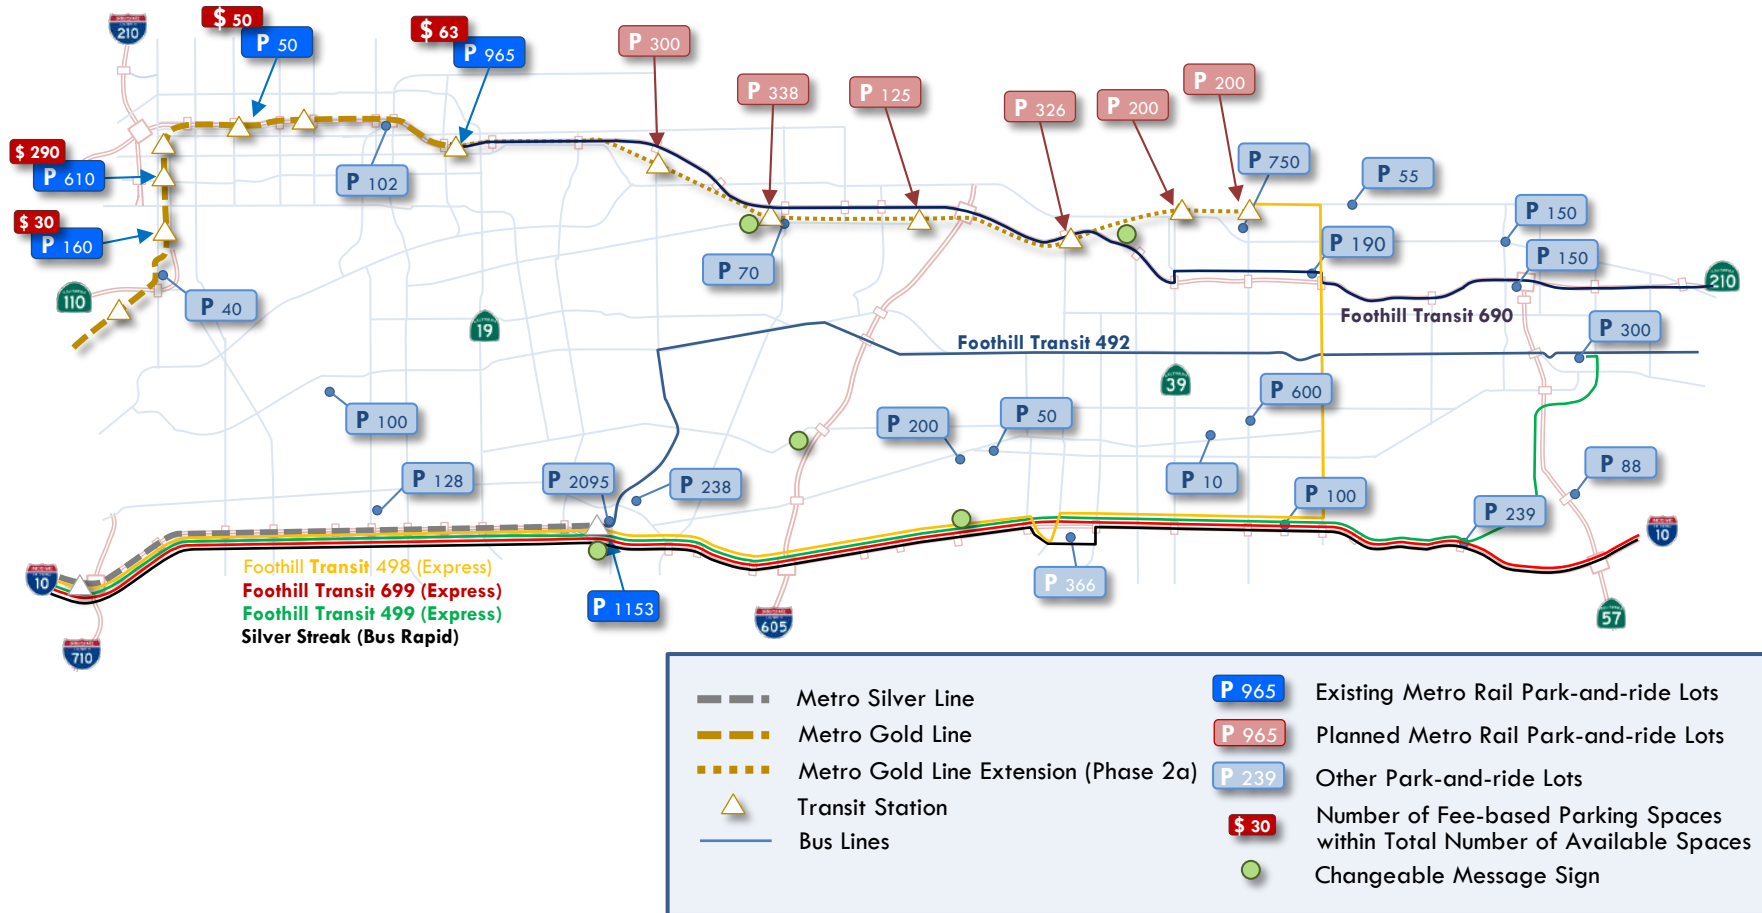 210
$ 50
P 50
$ 63
P 965
P 300
P 338
P 125
P 326
P 200
P 200
$ 290
P 610
P 102
P 750
P 55
$ 30
P 160
P 150
P 190
P 150
P 70
110
P 40
210
19
Foothill Transit 690
P 300
Foothill Transit 492
39
P 600
P 100
P 200
P 50
P 128
P 2095
P 238
P 10
P 100
P 88
P 239
10
10
Foothill Transit 498 (Express)
Foothill Transit 699 (Express)
Foothill Transit 499 (Express)
Silver Streak (Bus Rapid)
P 366
P 1153
605
57
710
Metro Silver Line
Metro Gold Line
Metro Gold Line Extension (Phase 2a)
Transit Station
Bus Lines
P 965
Existing Metro Rail Park-and-ride Lots
P 965
Planned Metro Rail Park-and-ride Lots
P 239
Other Park-and-ride Lots
$ 30
Number of Fee-based Parking Spaces
within Total Number of Available Spaces
Changeable Message Sign